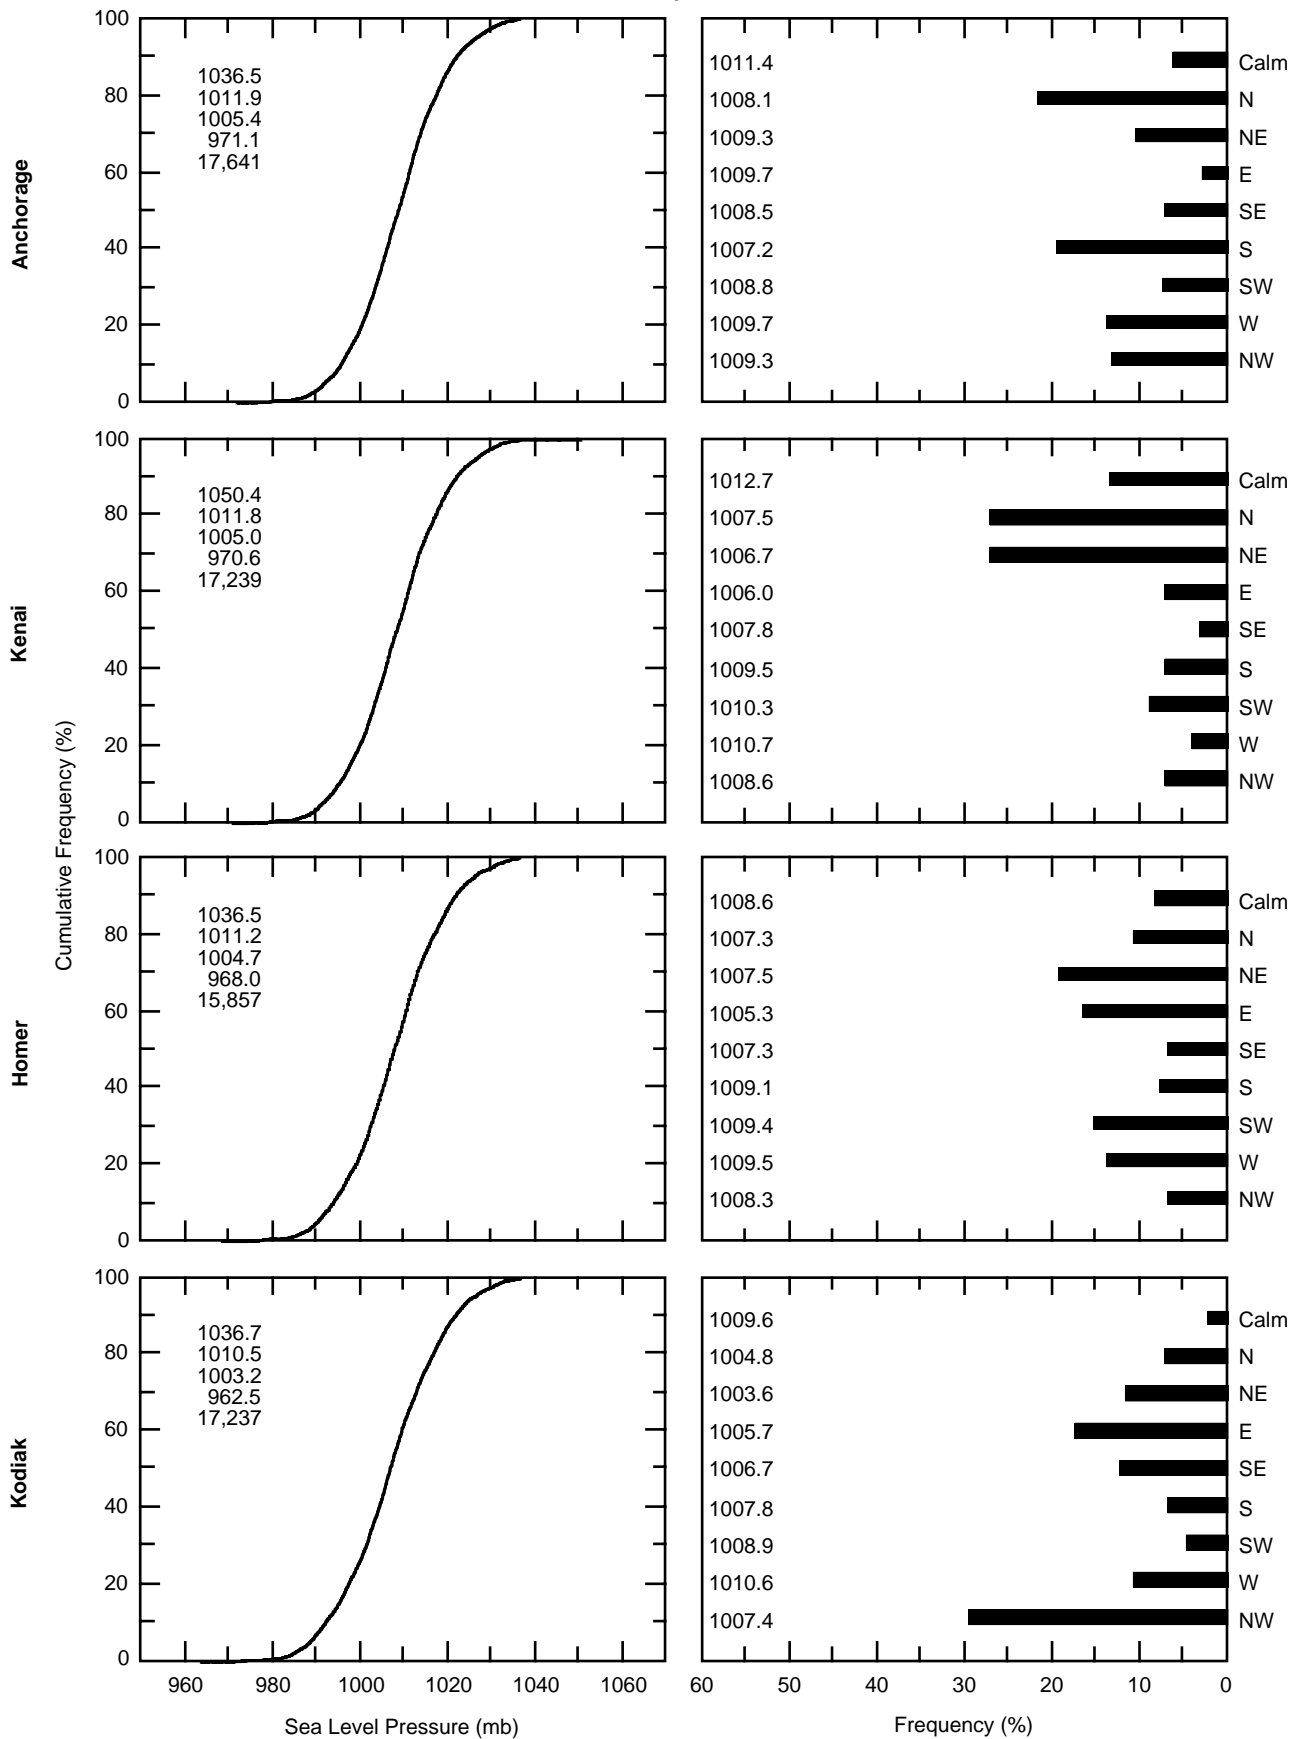 Anchorage
100
80
60
40
20
0
1036.5
1011.9
1005.4
971.1
17,641
1011.4 Calm
1008.1 N
1009.3 NE
1009.7 E
1008.5 SE
1007.2 S
1008.8 SW
1009.7 W
1009.3 NW
Kenai
100
80
60
40
20
0
1050.4
1011.8
1005.0
970.6
17,239
1012.7 Calm
1007.5 N
1006.7 NE
1006.0 E
1007.8 SE
1009.5 S
1010.3 SW
1010.7 W
1008.6 NW
Cumulative Frequency (%)
Homer
100
80
60
40
20
0
1036.5
1011.2
1004.7
968.0
15,857
1008.6 Calm
1007.3 N
1007.5 NE
1005.3 E
1007.3 SE
1009.1 S
1009.4 SW
1009.5 W
1008.3 NW
Kodiak
100
80
60
40
20
0
1036.7
1010.5
1003.2
962.5
17,237
1009.6 Calm
1004.8 N
1003.6 NE
1005.7 E
1006.7 SE
1007.8 S
1008.9 SW
1010.6 W
1007.4 NW
960 980 1000 1020 1040 1060
Sea Level Pressure (mb)
60 50 40 30 20 10 0
Frequency (%)